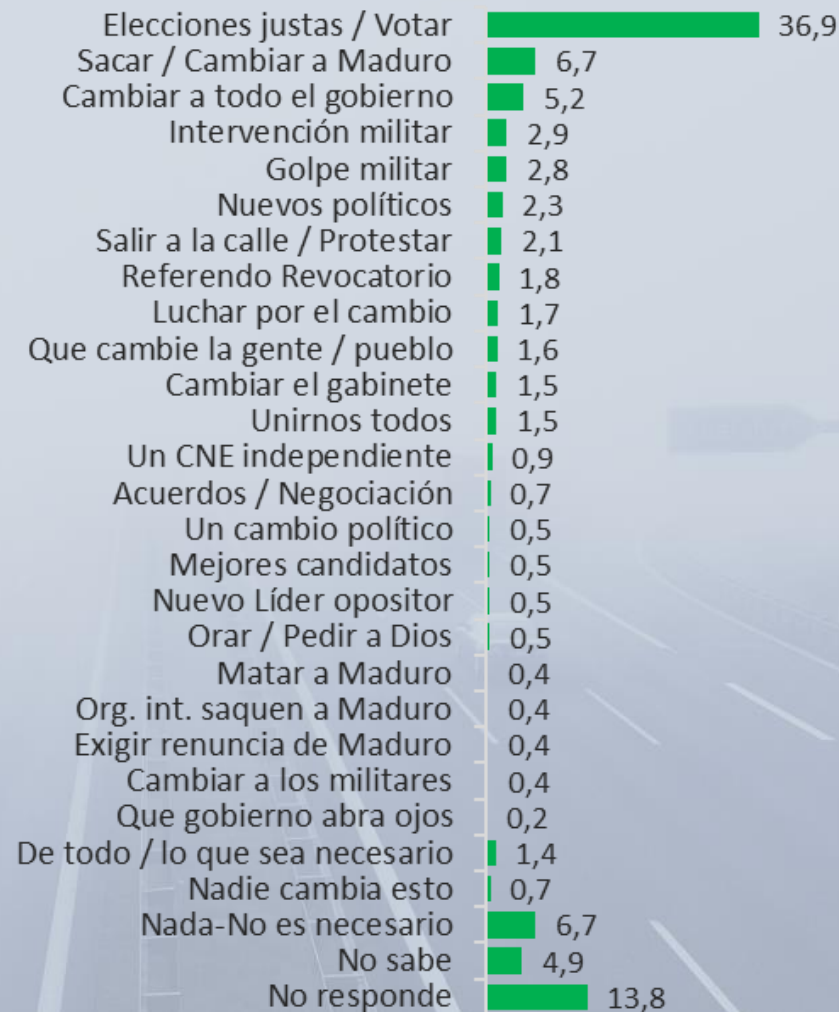 Elecciones justas / Votar 36,9
Sacar / Cambiar a Maduro 6,7
Cambiar a todo el gobierno 5,2
Intervención militar 2,9
Golpe militar 2,8
Nuevos políticos 2,3
Salir a la calle / Protestar 2,1
Referendo Revocatorio 1,8
Luchar por el cambio 1,7
Que cambie la gente / pueblo 1,6
Cambiar el gabinete 1,5
Unirnos todos 1,5
Un CNE independiente 0,9
Acuerdos / Negociación 0,7
Un cambio político 0,5
Mejores candidatos 0,5
Nuevo Líder opositor 0,5
Orar / Pedir a Dios 0,5
Matar a Maduro 0,4
Org. int. saquen a Maduro 0,4
Exigir renuncia de Maduro 0,4
Cambiar a los militares 0,4
Que gobierno abra ojos 0,2
De todo / lo que sea necesario 1,4
Nadie cambia esto 0,7
Nada-No es necesario 6,7
No sabe 4,9
No responde 13,8